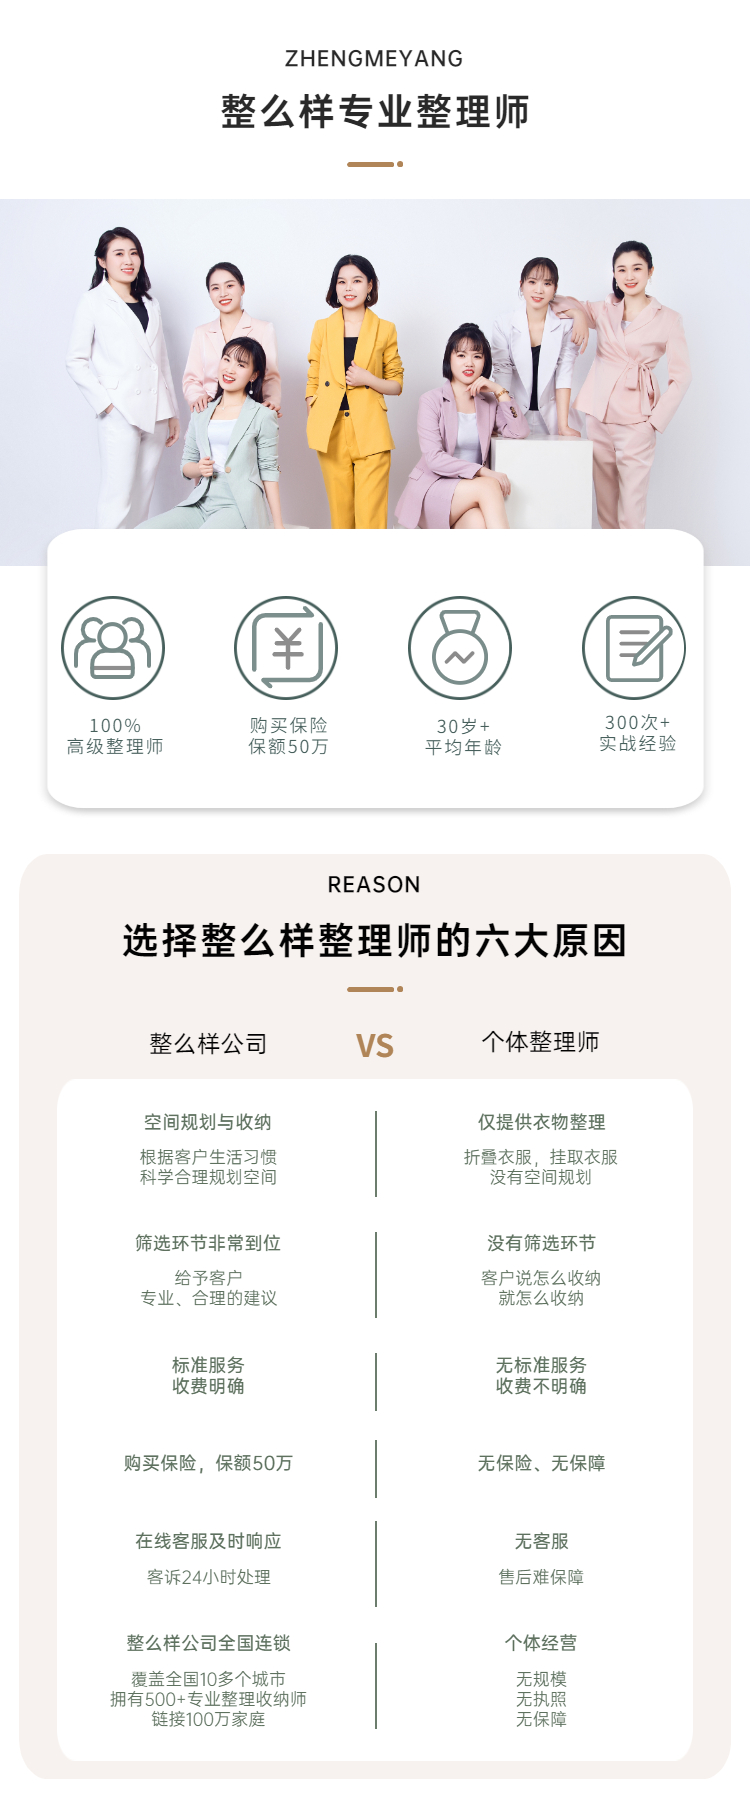 ZHENGMEYANG
整么样专业整理师
100%
高级整理师
购买保险
保额50万
30岁+
平均年龄
300次+
实战经验
REASON
选择整么样整理师的六大原因
整么样公司
VS
个体整理师
空间规划与收纳
根据客户生活习惯
科学合理规划空间
仅提供衣物整理
折叠衣服，挂取衣服
没有空间规划
筛选环节非常到位
给予客户
专业、合理的建议
没有筛选环节
客户说怎么收纳
就怎么收纳
标准服务
收费明确
无标准服务
收费不明确
购买保险，保额50万
无保险、无保障
在线客服及时响应
客诉24小时处理
无客服
售后难保障
整么样公司全国连锁
覆盖全国10多个城市
拥有500+专业整理收纳师
链接100万家庭
个体经营
无规模
无执照
无保障